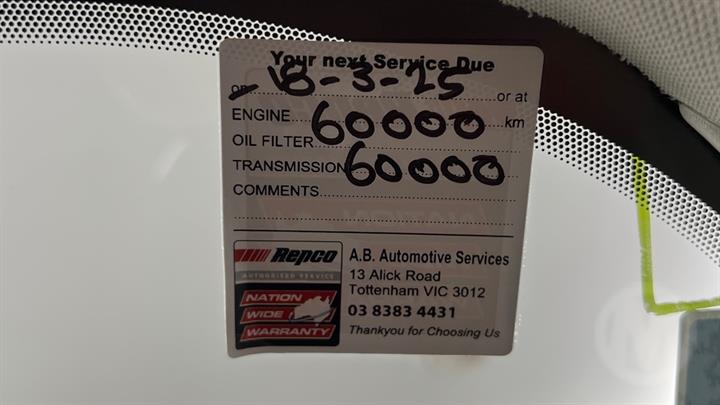 Your next Service Due
on 18-3-25 or at
ENGINE 60000 km
OIL FILTER
TRANSMISSION 60000
COMMENTS
Repco
AUTHORISED SERVICE
NATION
WIDE
WARRANTY
A.B. Automotive Services
13 Alick Road
Tottenham VIC 3012
03 8383 4431
Thankyou for Choosing Us